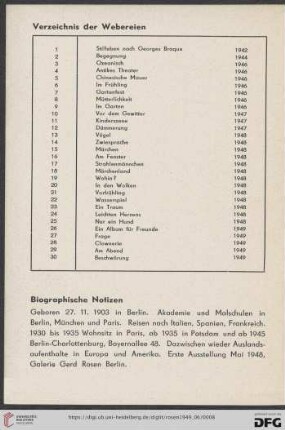 Verzeichnis der Webereien
1 Stilleben nach Georges Braque 1942
2 Begegnung 1944
3 Chinesisch 1946
4 Antikes Theater 1946
5 Chinesische Mauer 1946
6 Im Frühling 1946
7 Gartenfest 1946
8 Mütterlichkeit 1946
9 Im Garten 1946
10 Vor dem Gewitter 1947
11 Kinderszene 1947
12 Dämmerung 1947
13 Vögel 1948
14 Zwiesprache 1948
15 Märchen 1948
16 Am Fenster 1948
17 Strahlenmännchen 1948
18 Märchenland 1948
19 Wohin? 1948
20 In den Wolken 1948
21 Vorfrühling 1948
22 Wasserspiel 1948
23 Ein Traum 1948
24 Leichten Herzens 1948
25 Nur ein Hund 1948
26 Ein Album für Freunde 1949
27 Frage 1949
28 Clownerie 1949
29 Am Abend 1949
30 Beschwörung 1949
Biographische Notizen
Geboren 27. 11. 1903 in Berlin. Akademie und Malschulen in
Berlin, München und Paris. Reisen nach Italien, Spanien, Frankreich.
1930 bis 1935 Wohnsitz in Paris, ab 1935 in Potsdam und ab 1945
Berlin-Charlottenburg, Bayernallee 48. Dazwischen wieder Auslands-
aufenthalte in Europa und Amerika. Erste Ausstellung Mai 1946,
Galerie Gerd Rosen Berlin.
https://digi.ub.uni-heidelberg.de/diglit/rosen1949_06/0008
DFG